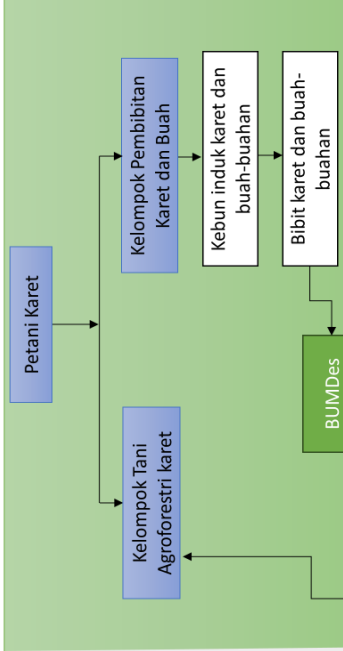 Petani Karet
Kelompok Tani
Agroforestri karet
Kelompok Pembibitan
Karet dan Buah
Kebun induk karet dan
buah-buahan
Bibit karet dan buah-
buahan
BUMDes